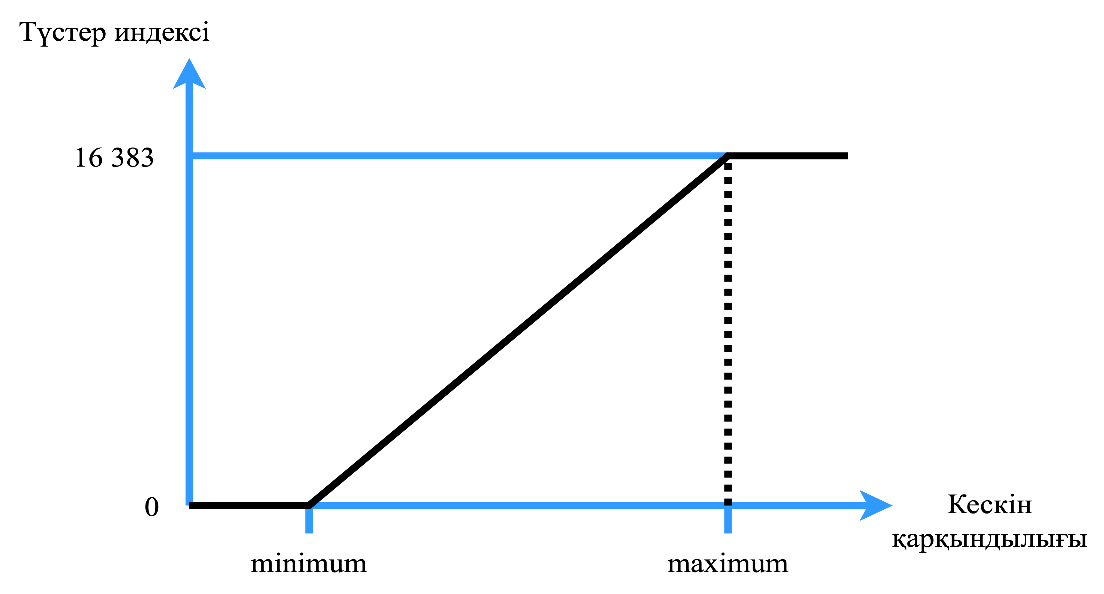 Түстер индексі
16 383
0
minimum
maximum
Кескін
қарқындылығы